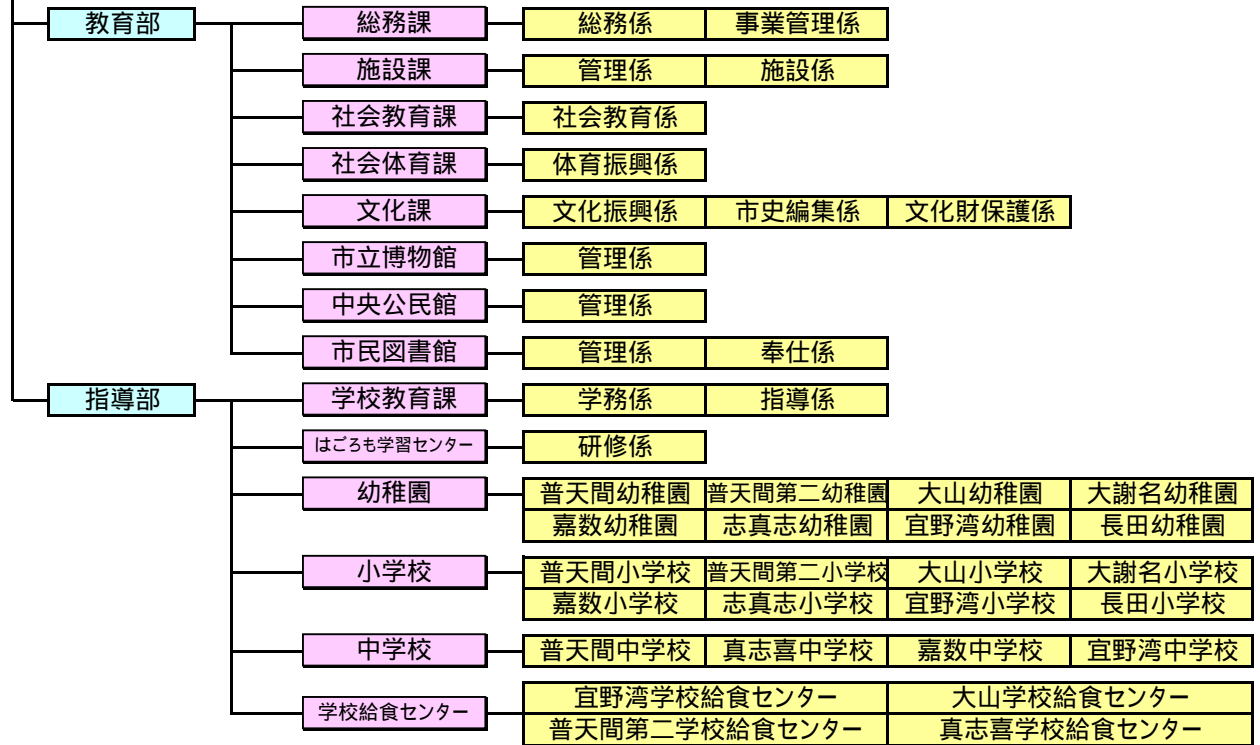 教育部 総務課 総務係 事業管理係
施設課 管理係 施設係
社会教育課 社会教育係
社会体育課 体育振興係
文化課 文化振興係 市史編集係 文化財保護係
市立博物館 管理係
中央公民館 管理係
市民図書館 管理係 奉仕係
指導部 学校教育課 学務係 指導係
はごろも学習センター 研修係
幼稚園 普天間幼稚園 普天間第二幼稚園 大山幼稚園 大謝名幼稚園
嘉数幼稚園 志真志幼稚園 宜野湾幼稚園 長田幼稚園
小学校 普天間小学校 普天間第二小学校 大山小学校 大謝名小学校
嘉数小学校 志真志小学校 宜野湾小学校 長田小学校
中学校 普天間中学校 真志喜中学校 嘉数中学校 宜野湾中学校
学校給食センター 宜野湾学校給食センター 大山学校給食センター
普天間第二学校給食センター 真志喜学校給食センター